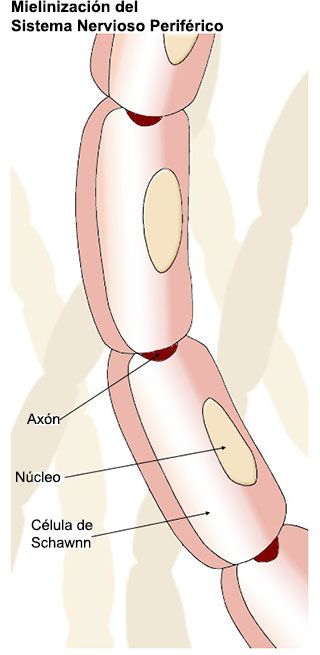 Mielinización del
Sistema Nervioso Periférico
Axón
Núcleo
Célula de
Schawnn